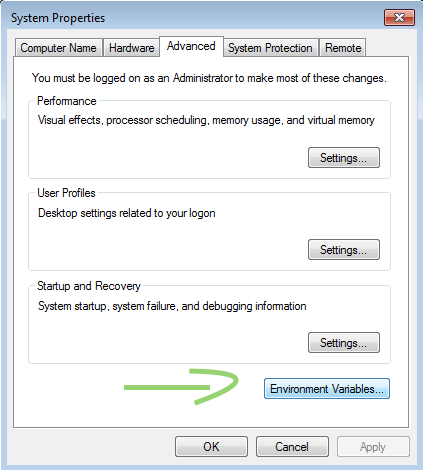 System Properties
Computer Name Hardware Advanced System Protection Remote
You must be logged on as an Administrator to make most of these changes.
Performance
Visual effects, processor scheduling, memory usage, and virtual memory
Settings...
User Profiles
Desktop settings related to your logon
Settings...
Startup and Recovery
System startup, system failure, and debugging information
Settings...
Environment Variables...
OK Cancel Apply